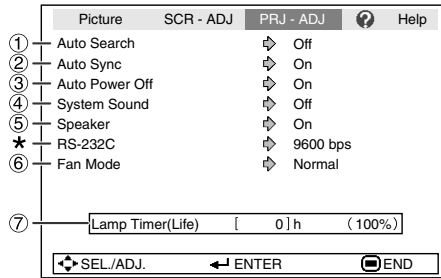 Picture SCR - ADJ PRJ - ADJ ? Help
① Auto Search Off
② Auto Sync On
③ Auto Power Off On
④ System Sound Off
⑤ Speaker On
* RS-232C 9600 bps
⑥ Fan Mode Normal
⑦ Lamp Timer(Life) [ 0 ] h (100%)
SEL./ADJ. ENTER END